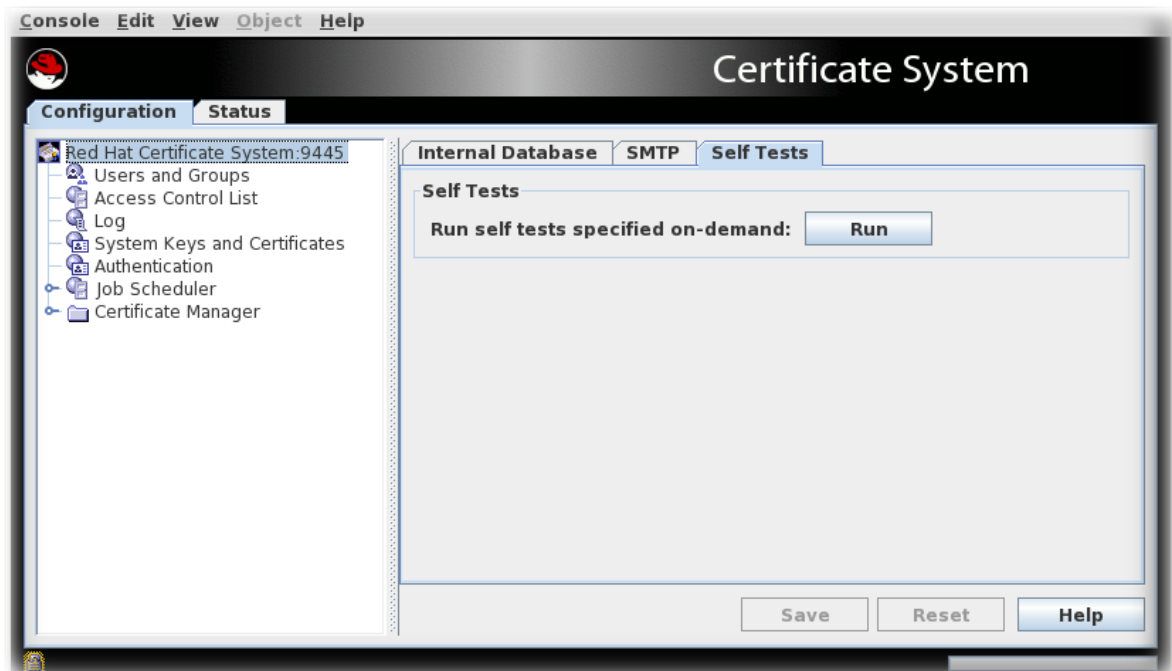 Console Edit View Object Help
Certificate System
Configuration Status
Red Hat Certificate System:9445
Users and Groups
Access Control List
Log
System Keys and Certificates
Authentication
Job Scheduler
Certificate Manager
Internal Database SMTP Self Tests
Self Tests
Run self tests specified on-demand: Run
Save Reset Help